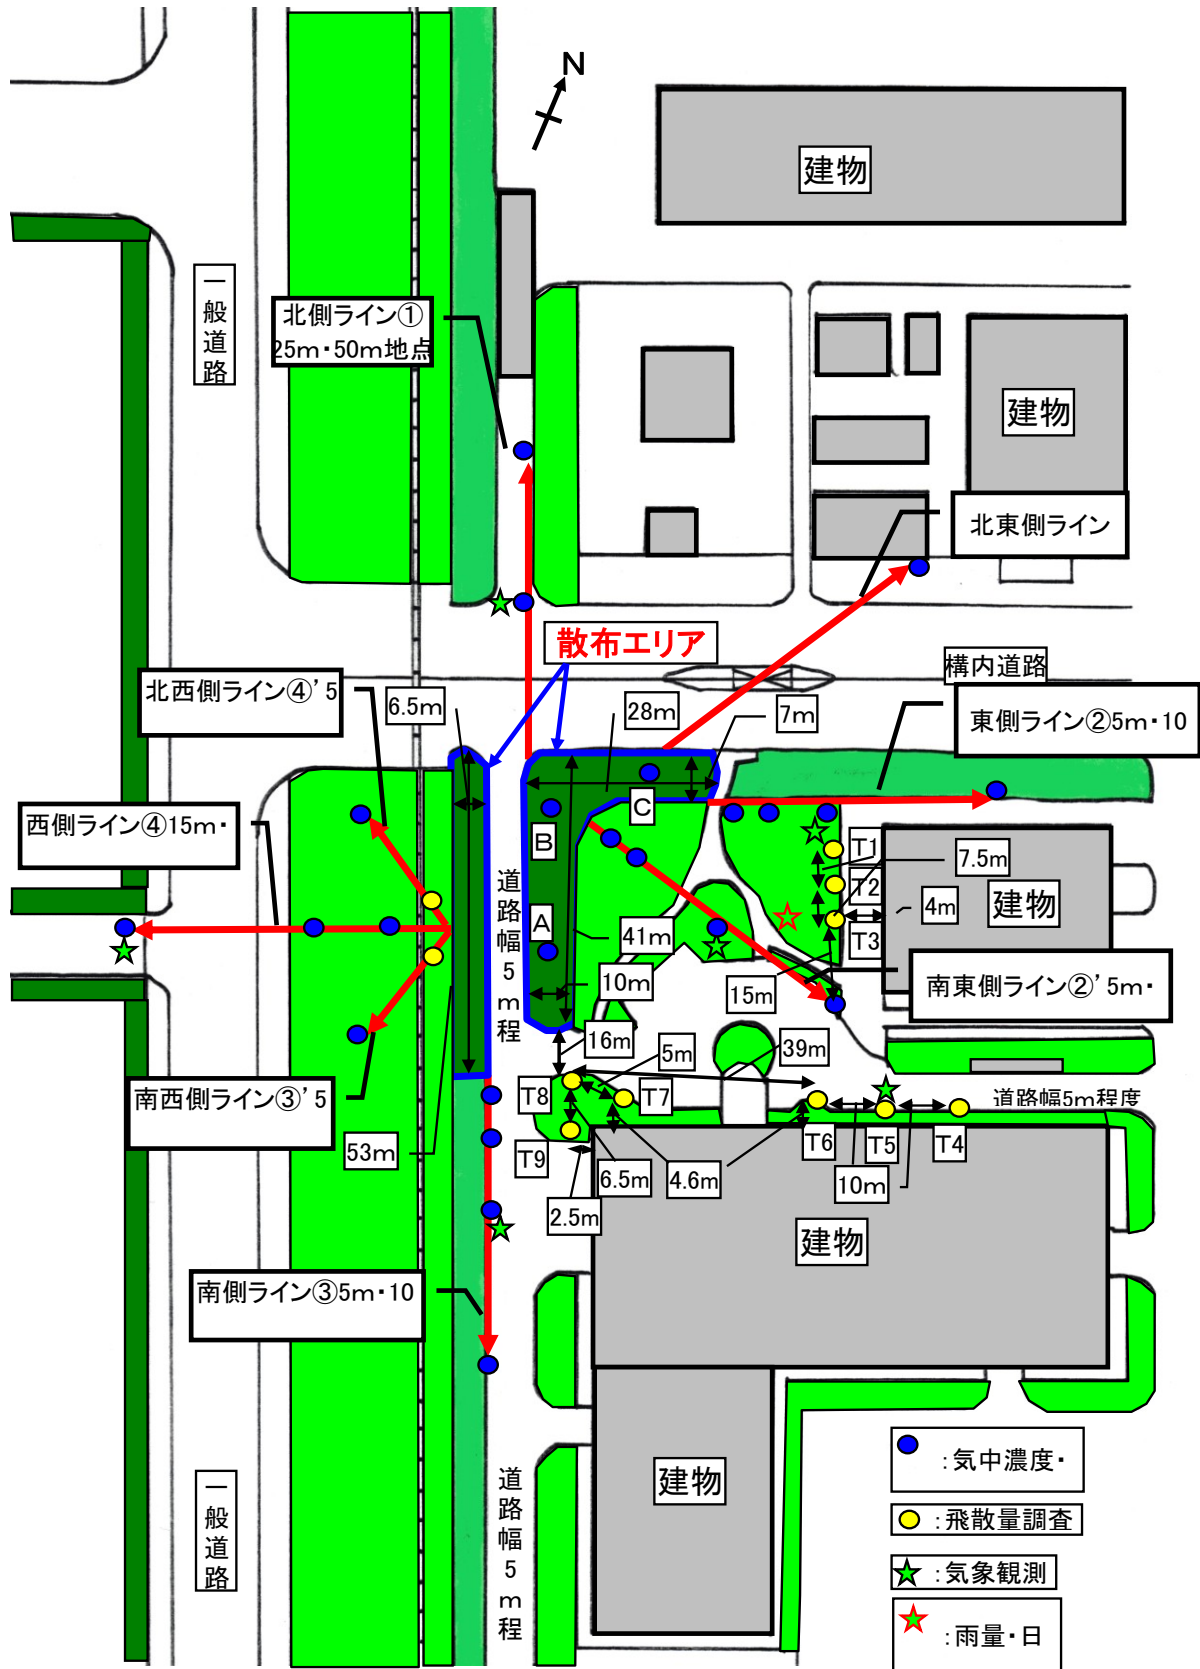 N
建物
一般道路
北側ライン①
25m・50m地点
建物
北東側ライン
散布エリア
構内道路
北西側ライン④’5
6.5m
28m
7m
東側ライン②5m・10
西側ライン④15m・
C
B
A
T1
T2
T3
7.5m
建物
4m
道路幅5m程
41m
10m
15m
南東側ライン②’5m・
16m
5m
39m
南西側ライン③’5
T8
T7
T9
T6
T5
T4
道路幅5m程度
53m
6.5m
4.6m
10m
2.5m
建物
南側ライン③5m・10
一般道路
道路幅5m程
建物
:気中濃度・
:飛散量調査
:気象観測
:雨量・日